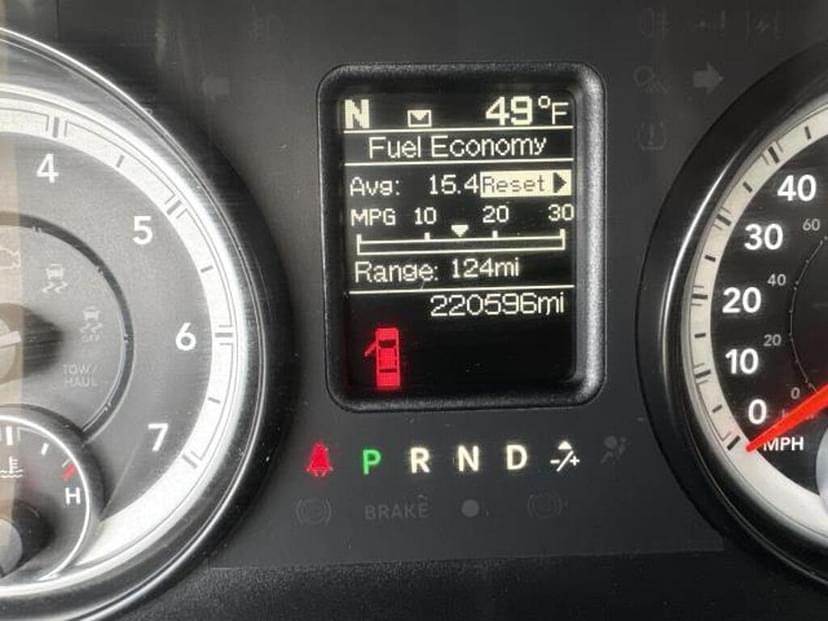 N 49°F
Fuel Economy
Avg: 15.4 Reset
MPG 10 20 30
Range: 124mi
220596mi
4
5
6
7
TOW/
HAUL
H
P R N D -/+
BRAKE
40
30
20
10
0
MPH
60
40
20
0